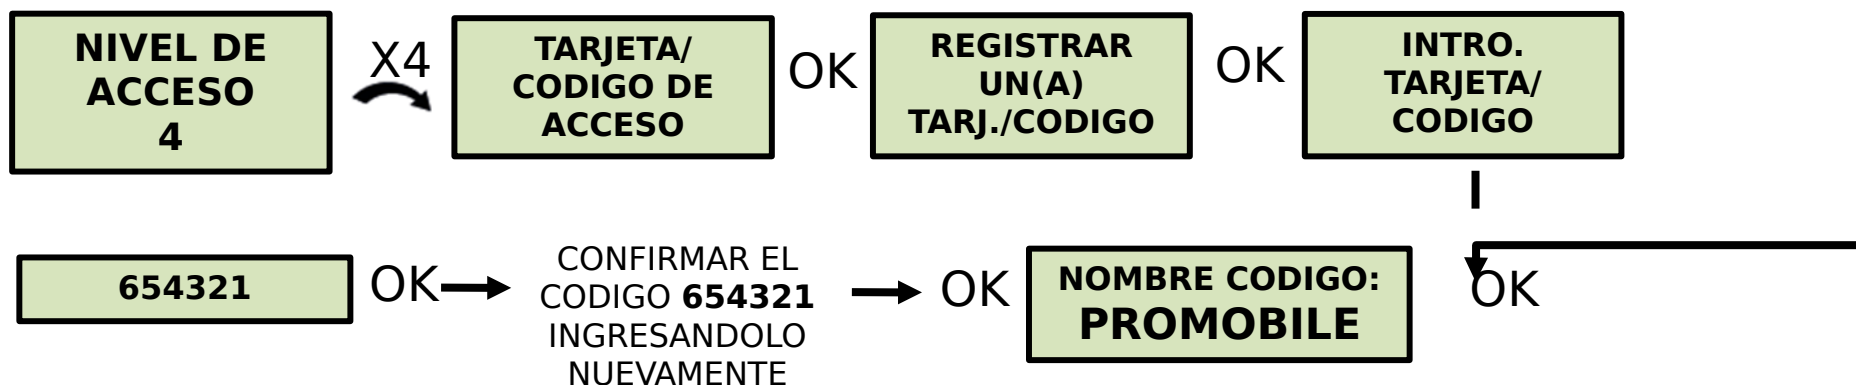 NIVEL DE
ACCESO
4
X4
TARJETA/
CODIGO DE
ACCESO
OK
REGISTRAR
UN(A)
TARJ./CODIGO
OK
INTRO.
TARJETA/
CODIGO
654321
OK
CONFIRMAR EL
CODIGO 654321
INGRESANDOLO
NUEVAMENTE
OK
NOMBRE CODIGO:
PROMOBILE
OK